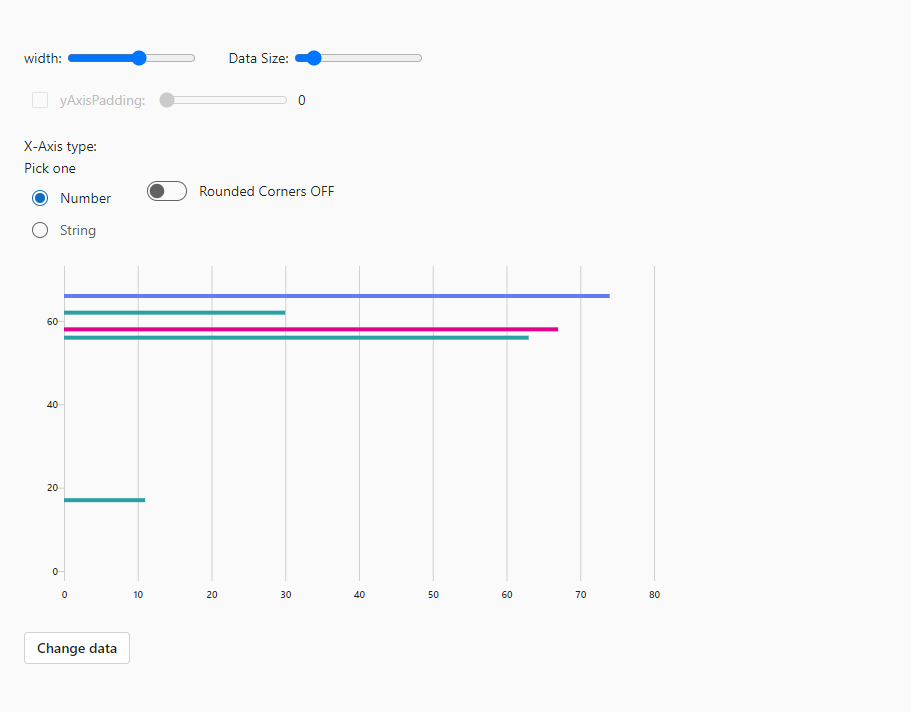 width: Data Size:
yAxisPadding: 0
X-Axis type:
Pick one
Number Rounded Corners OFF
String
60
40
20
0
0 10 20 30 40 50 60 70 80
Change data